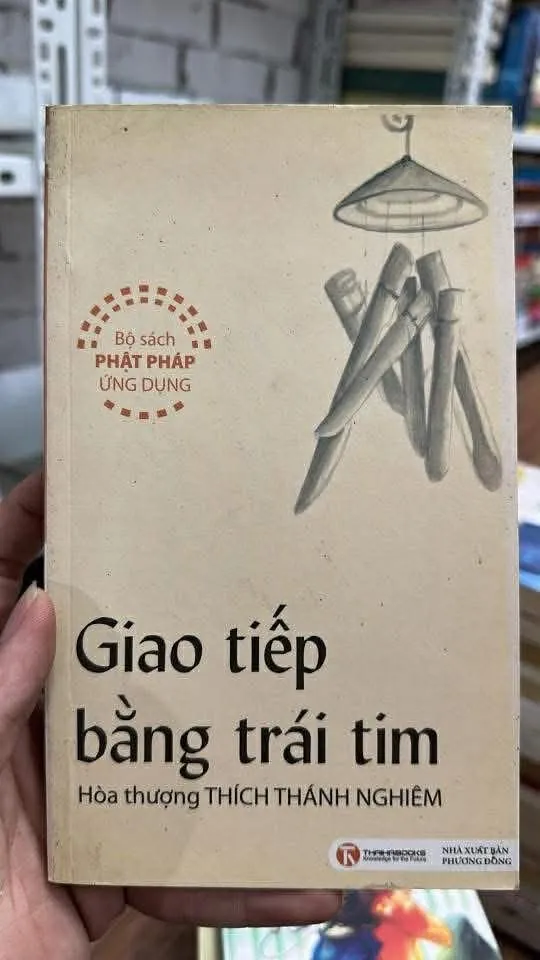 Bộ sách
PHẬT PHÁP
ỨNG DỤNG
Giao tiếp
bằng trái tim
Hòa thượng THÍCH THÁNH NGHIÊM
THAIHABOOKS
Knowledge for the Future
NHÀ XUẤT BẢN
PHƯƠNG ĐÔNG